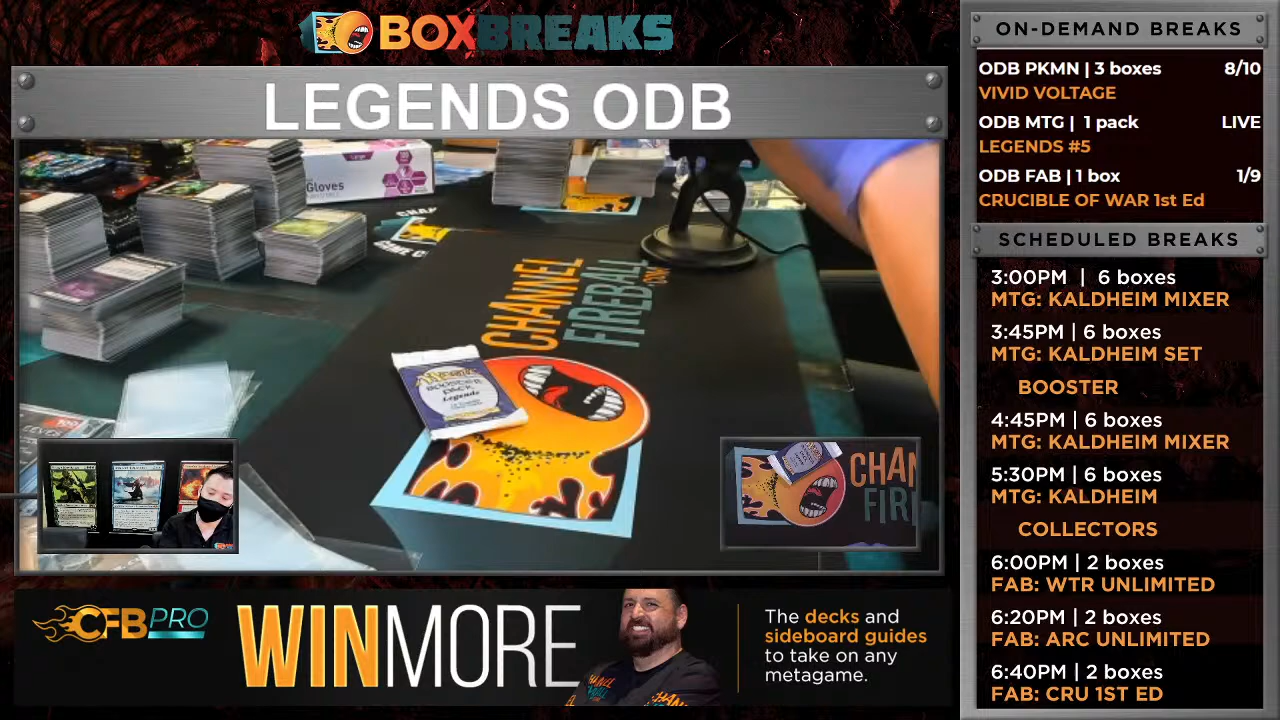 BOXBREAKS
LEGENDS ODB
Gloves
CHANNEL
FIREBALL
.COM
BOOSTER
PACK
Legends
CFBPRO
WINMORE
The decks and
sideboard guides
to take on any
metagame.
ON-DEMAND BREAKS
ODB PKMN | 3 boxes 8/10
VIVID VOLTAGE
ODB MTG | 1 pack LIVE
LEGENDS #5
ODB FAB | 1 box 1/9
CRUCIBLE OF WAR 1st Ed
SCHEDULED BREAKS
3:00PM | 6 boxes
MTG: KALDHEIM MIXER
3:45PM | 6 boxes
MTG: KALDHEIM SET
BOOSTER
4:45PM | 6 boxes
MTG: KALDHEIM MIXER
5:30PM | 6 boxes
MTG: KALDHEIM
COLLECTORS
6:00PM | 2 boxes
FAB: WTR UNLIMITED
6:20PM | 2 boxes
FAB: ARC UNLIMITED
6:40PM | 2 boxes
FAB: CRU 1ST ED